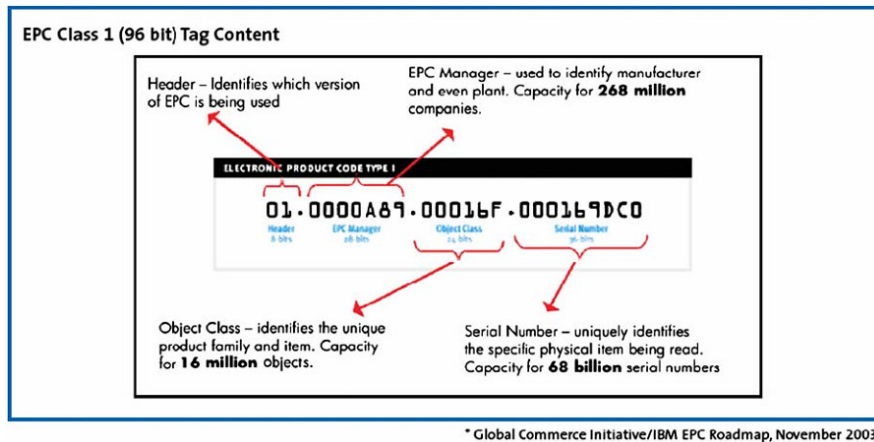 EPC Class 1 (96 bit) Tag Content
Header – Identifies which version
of EPC is being used
EPC Manager – used to identify manufacturer
and even plant. Capacity for 268 million
companies.
ELECTRONIC PRODUCT CODE TYPE I
01.0000A89.00016F.000169DC0
Header EPC Manager Object Class Serial Number
8 bits 28 bits 24 bits 36 bits
Object Class – identifies the unique
product family and item. Capacity
for 16 million objects.
Serial Number – uniquely identifies
the specific physical item being read.
Capacity for 68 billion serial numbers
* Global Commerce Initiative/IBM EPC Roadmap, November 2003